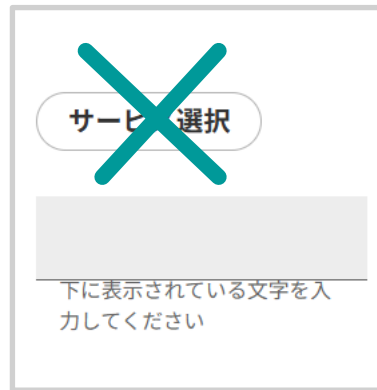 サービ 選択
下に表示されている文字を入
力してください